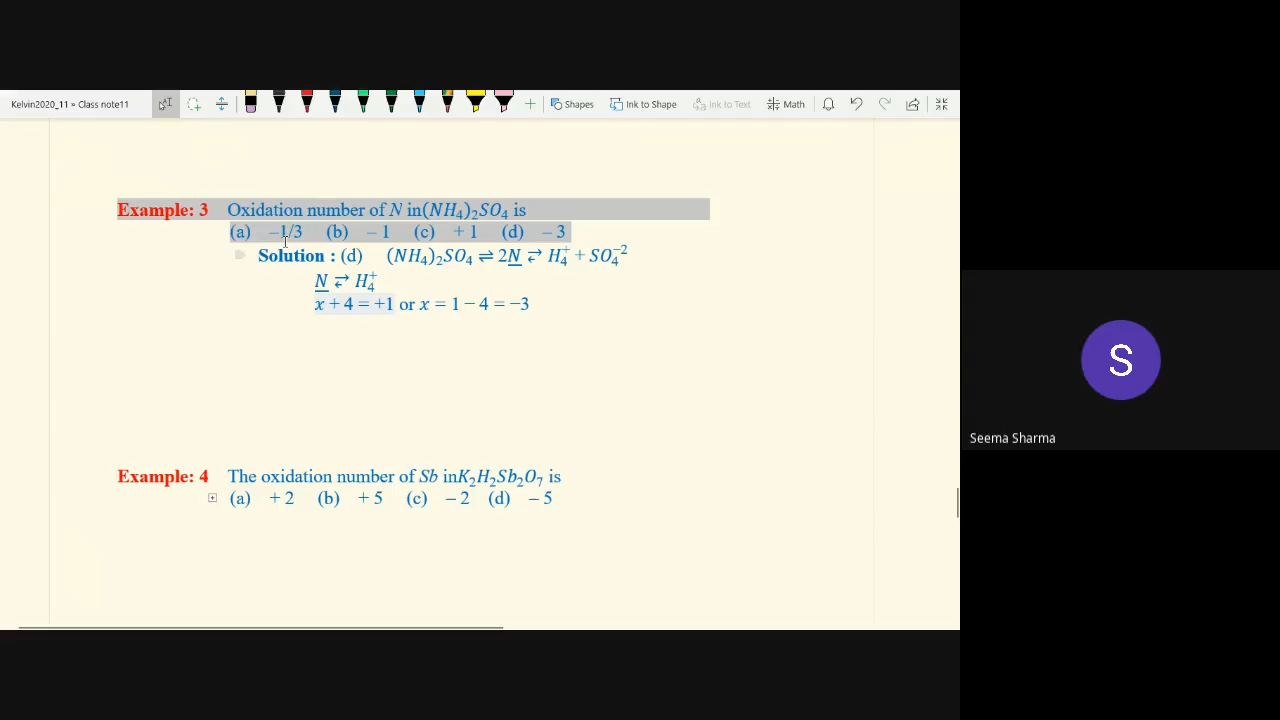 Kelvin2020_11 » Class note11
Shapes Ink to Shape Ink to Text Math
Example: 3 Oxidation number of N in(NH₄)₂SO₄ is
(a) –1/3 (b) – 1 (c) + 1 (d) – 3
Solution : (d) (NH₄)₂SO₄ ⇌ 2N ⇄ H₄⁺ + SO₄⁻²
N ⇄ H₄⁺
x + 4 = +1 or x = 1 − 4 = −3
Example: 4 The oxidation number of Sb inK₂H₂Sb₂O₇ is
(a) + 2 (b) + 5 (c) – 2 (d) – 5
S
Seema Sharma